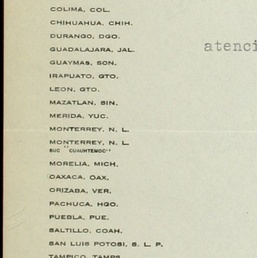 COLIMA, COL.
CHIHUAHUA, CHIH.
DURANGO, DGO.
GUADALAJARA, JAL.
atenci
GUAYMAS, SON.
IRAPUATO, GTO.
LEON, GTO.
MAZATLAN, SIN.
MERIDA, YUC.
MONTERREY, N. L.
MONTERREY, N. L.
SUC "CUAUHTEMOC"
MORELIA, MICH,
OAXACA, OAX,
ORIZABA, VER.
PACHUCA, HGO.
PUEBLA, PUE.
SALTILLO, COAH.
SAN LUIS POTOSI, S. L. P.
TAMPICO, TAMPS.